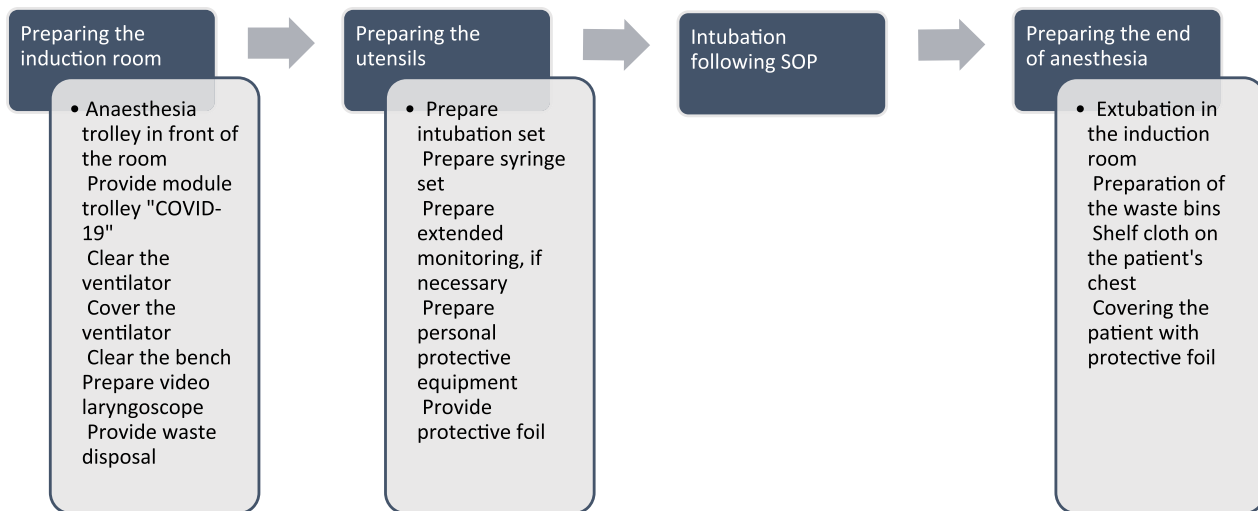 Preparing the
induction room
• Anaesthesia
trolley in front of
the room
Provide module
trolley "COVID-
19"
Clear the
ventilator
Cover the
ventilator
Clear the bench
Prepare video
laryngoscope
Provide waste
disposal
Preparing the
utensils
• Prepare
intubation set
Prepare syringe
set
Prepare
extended
monitoring, if
necessary
Prepare
personal
protective
equipment
Provide
protective foil
Intubation
following SOP
Preparing the end
of anesthesia
• Extubation in
the induction
room
Preparation of
the waste bins
Shelf cloth on
the patient's
chest
Covering the
patient with
protective foil